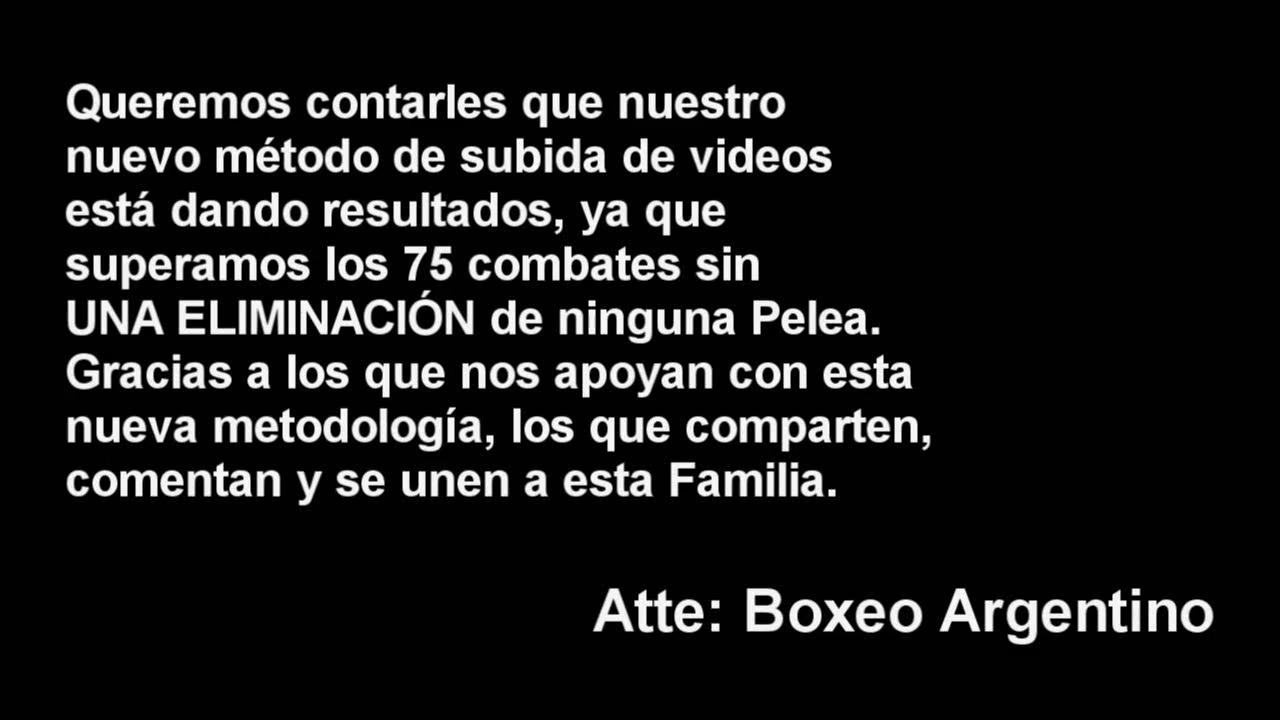 Queremos contarles que nuestro
nuevo método de subida de videos
está dando resultados, ya que
superamos los 75 combates sin
UNA ELIMINACIÓN de ninguna Pelea.
Gracias a los que nos apoyan con esta
nueva metodología, los que comparten,
comentan y se unen a esta Familia.
Atte: Boxeo Argentino